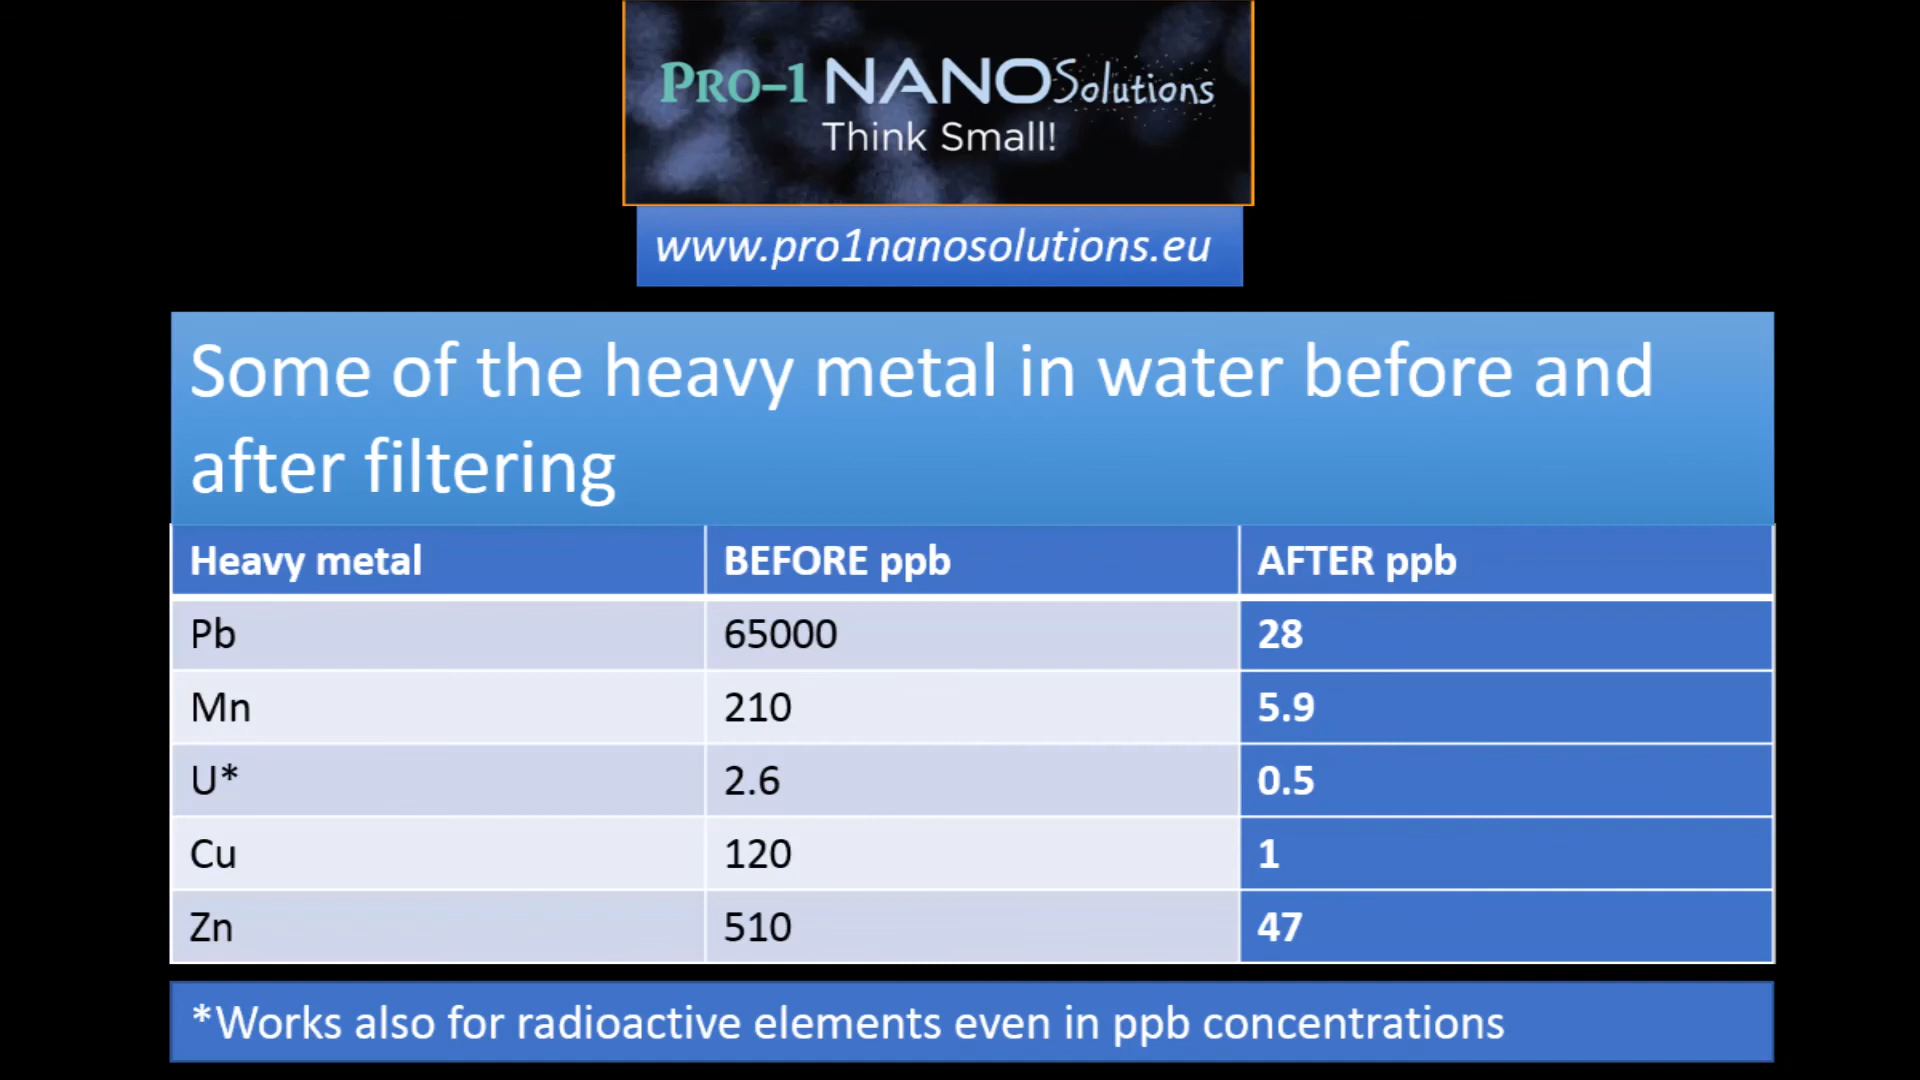 PRO-1 NANOSolutions
Think Small!
www.pro1nanosolutions.eu
Some of the heavy metal in water before and
after filtering
Heavy metal BEFORE ppb AFTER ppb
Pb 65000 28
Mn 210 5.9
U* 2.6 0.5
Cu 120 1
Zn 510 47
*Works also for radioactive elements even in ppb concentrations